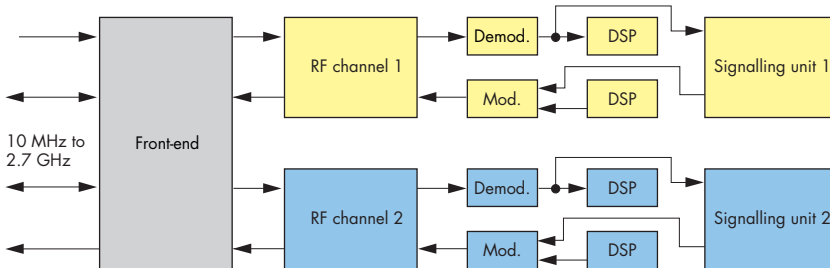 Demod.
DSP
RF channel 1
Signalling unit 1
Mod.
DSP
10 MHz to
2.7 GHz
Front-end
Demod.
DSP
RF channel 2
Signalling unit 2
Mod.
DSP